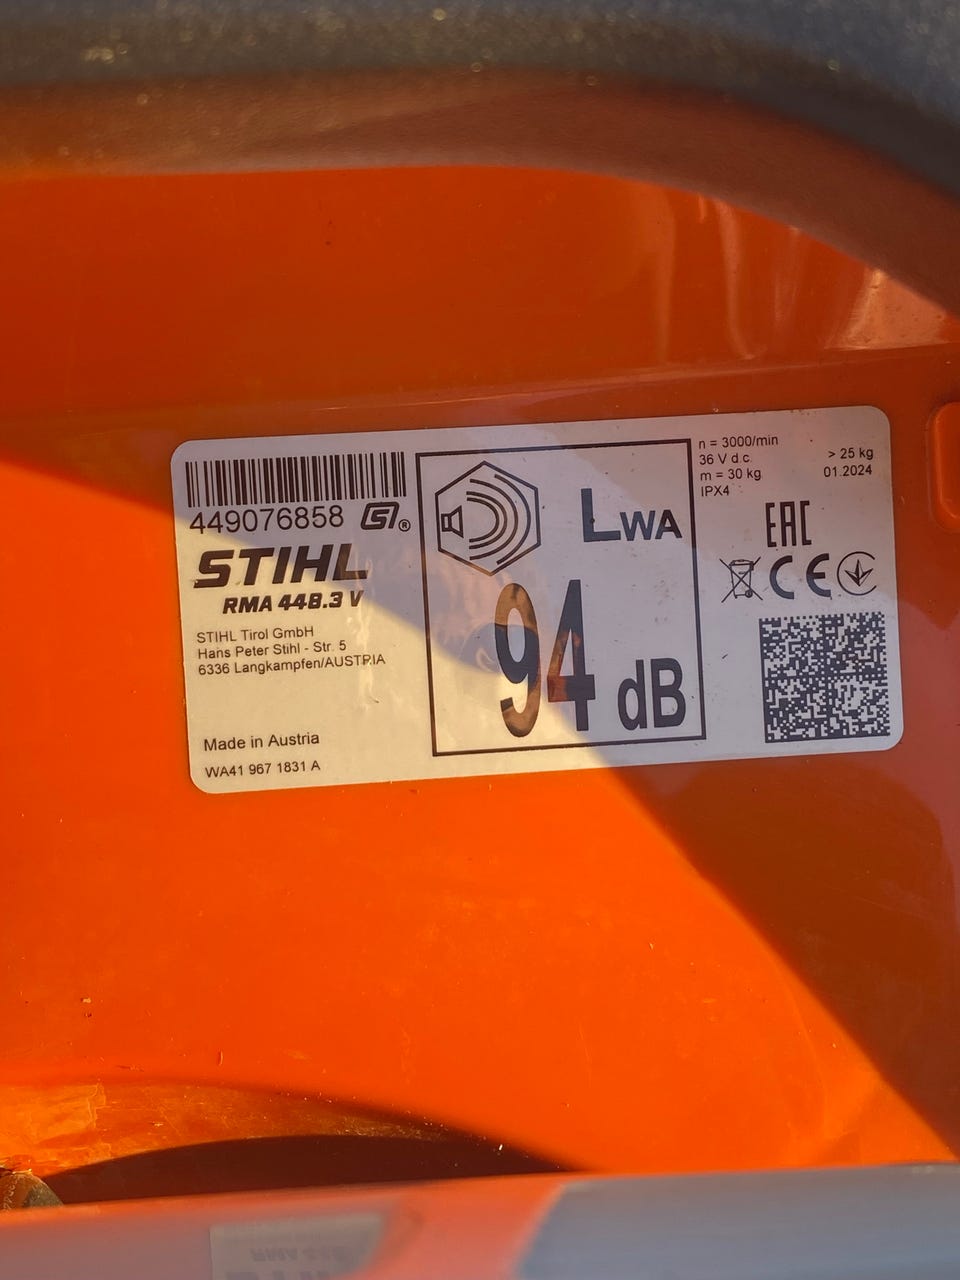 449076858 ®
STIHL
RMA 448.3 V
STIHL Tirol GmbH
Hans Peter Stihl - Str. 5
6336 Langkampfen/AUSTRIA
Made in Austria
WA41 967 1831 A
LWA
94 dB
n = 3000/min
36 V d.c.
m = 30 kg
IPX4
> 25 kg
01.2024
EAC
CE